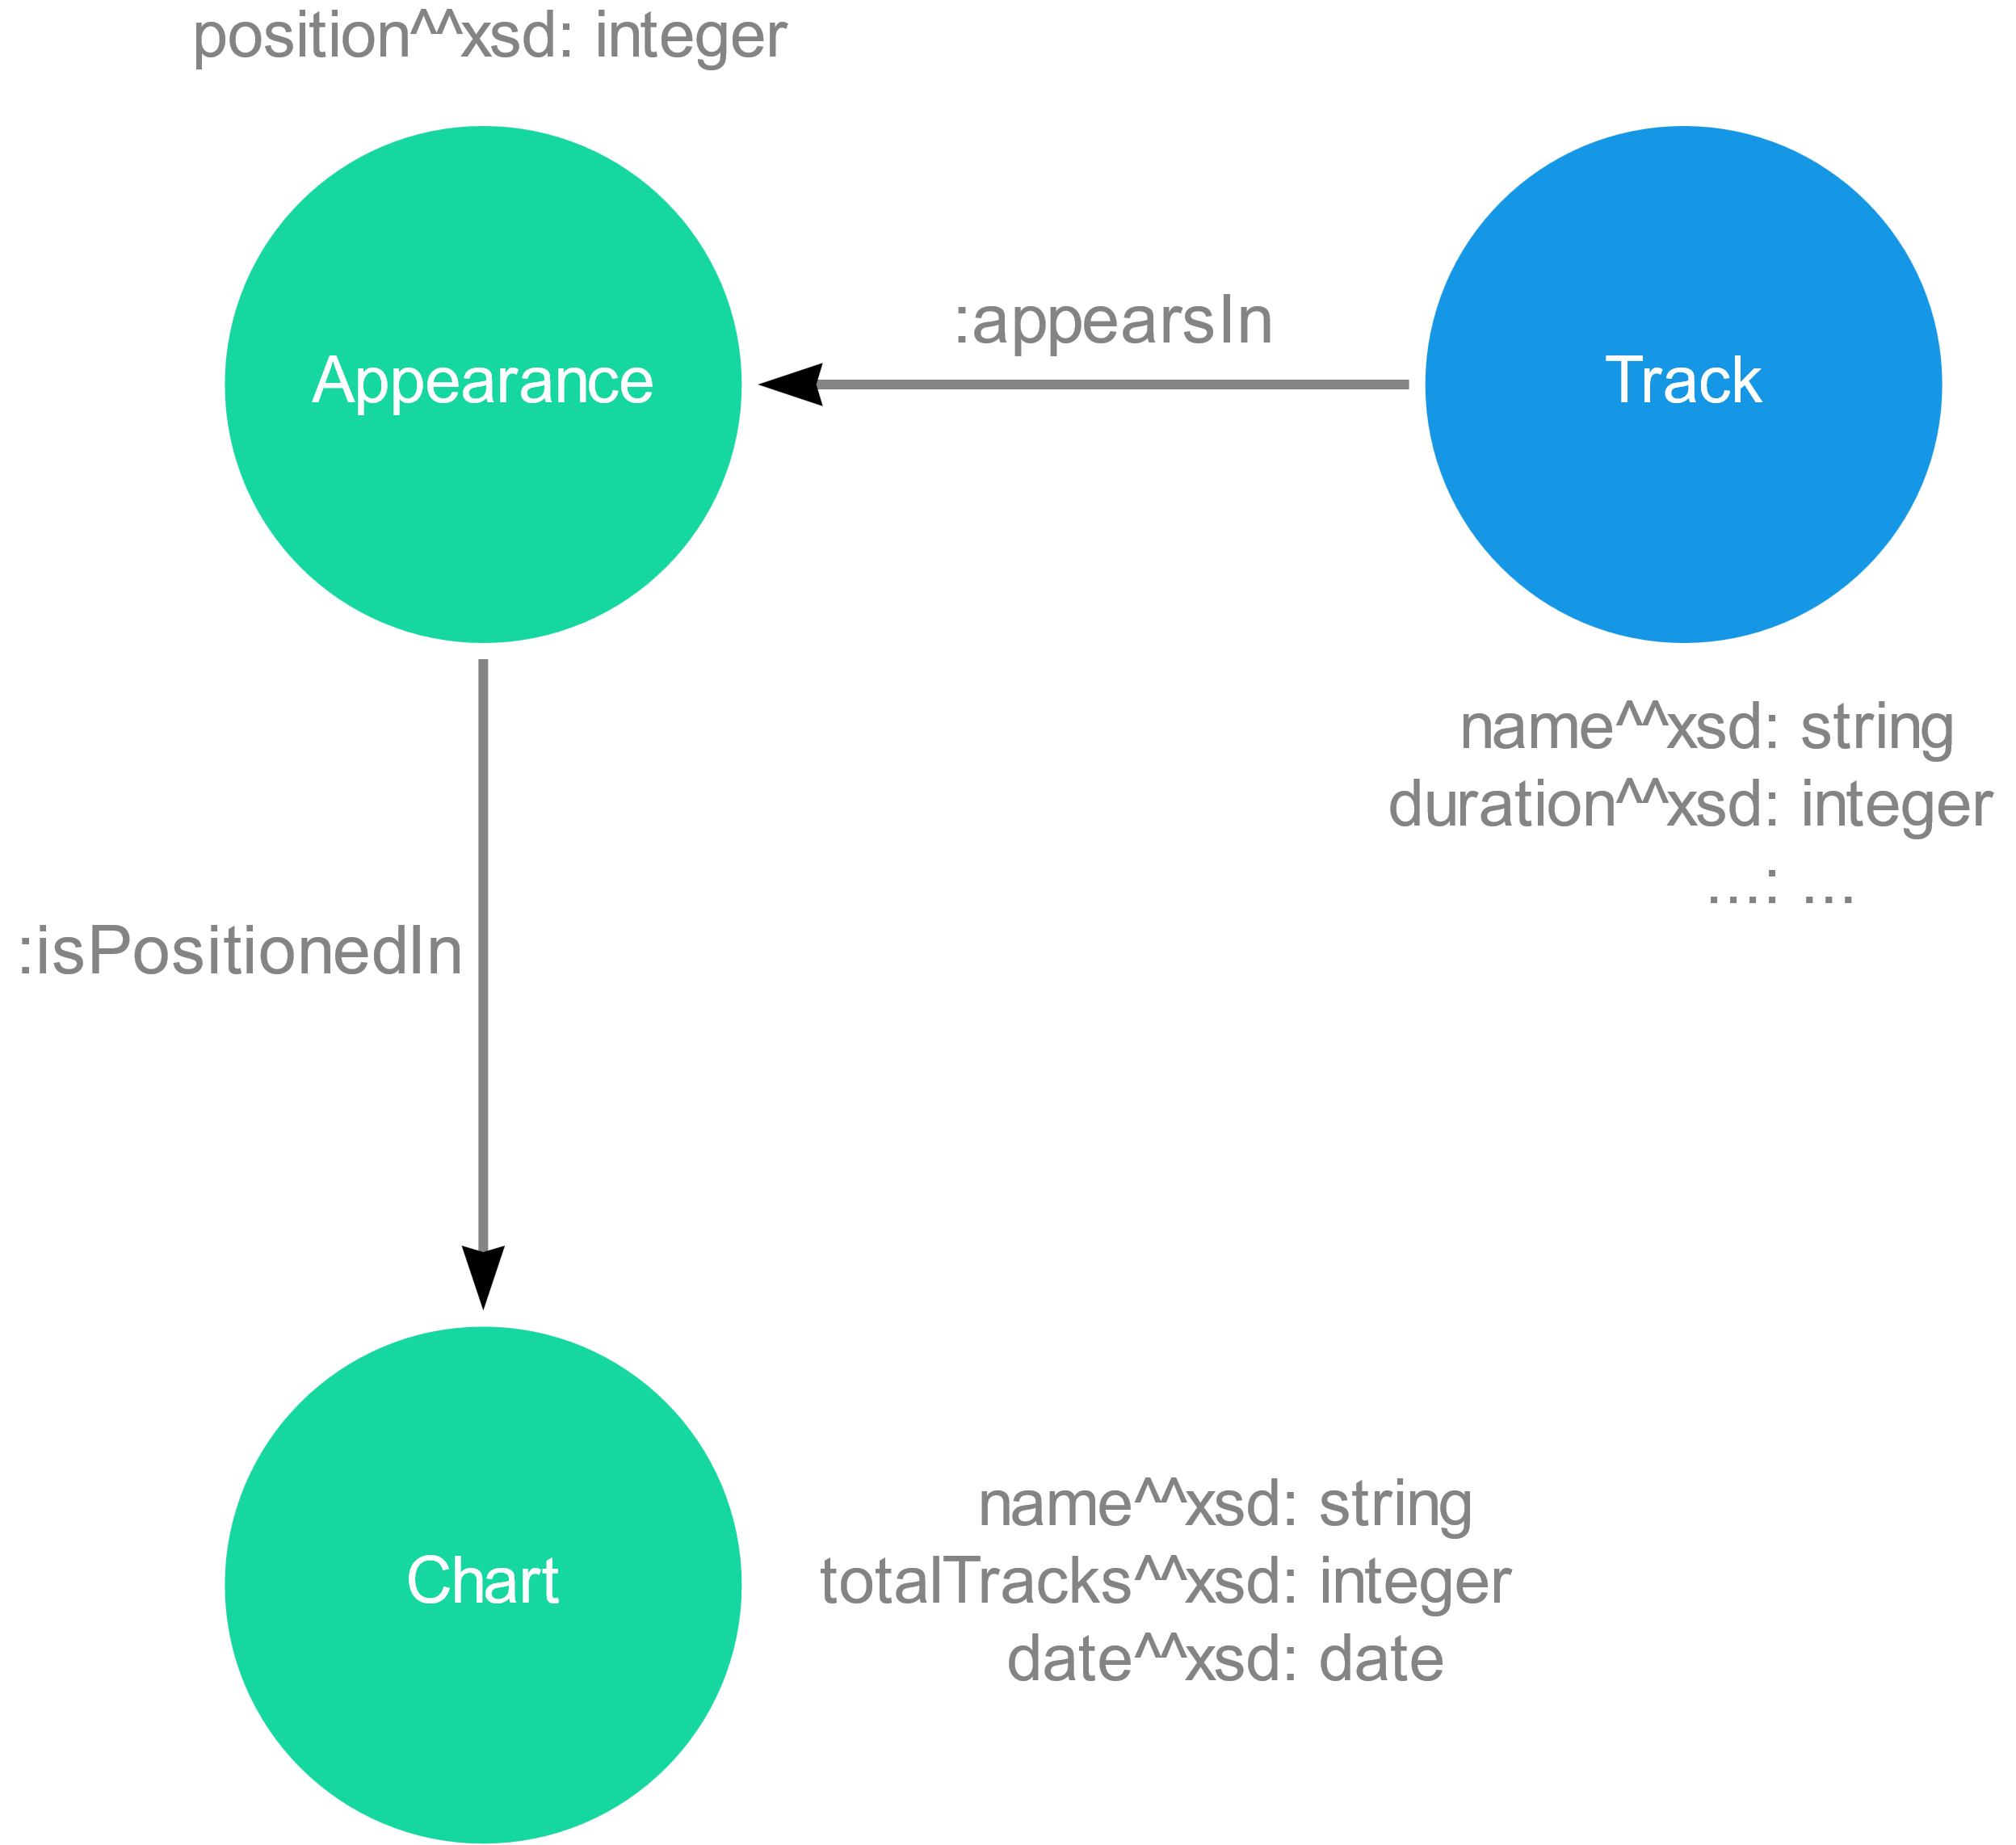 position^^xsd: integer
Appearance
:appearsIn
Track
name^^xsd: string
duration^^xsd: integer
...: ...
:isPositionedIn
Chart
name^^xsd: string
totalTracks^^xsd: integer
date^^xsd: date